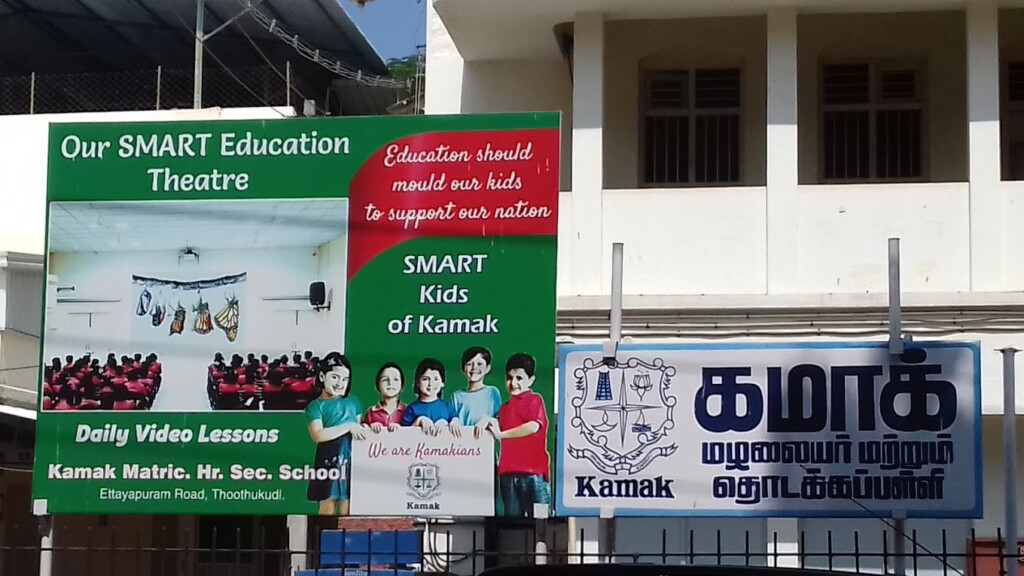 Our SMART Education
Theatre
Education should
mould our kids
to support our nation
SMART
Kids
of Kamak
Daily Video Lessons
Kamak Matric. Hr. Sec. School
Ettayapuram Road, Thoothukudi.
We are Kamakians
Kamak
கமாக்
மழலையர் மற்றும்
தொடக்கப்பள்ளி
Kamak